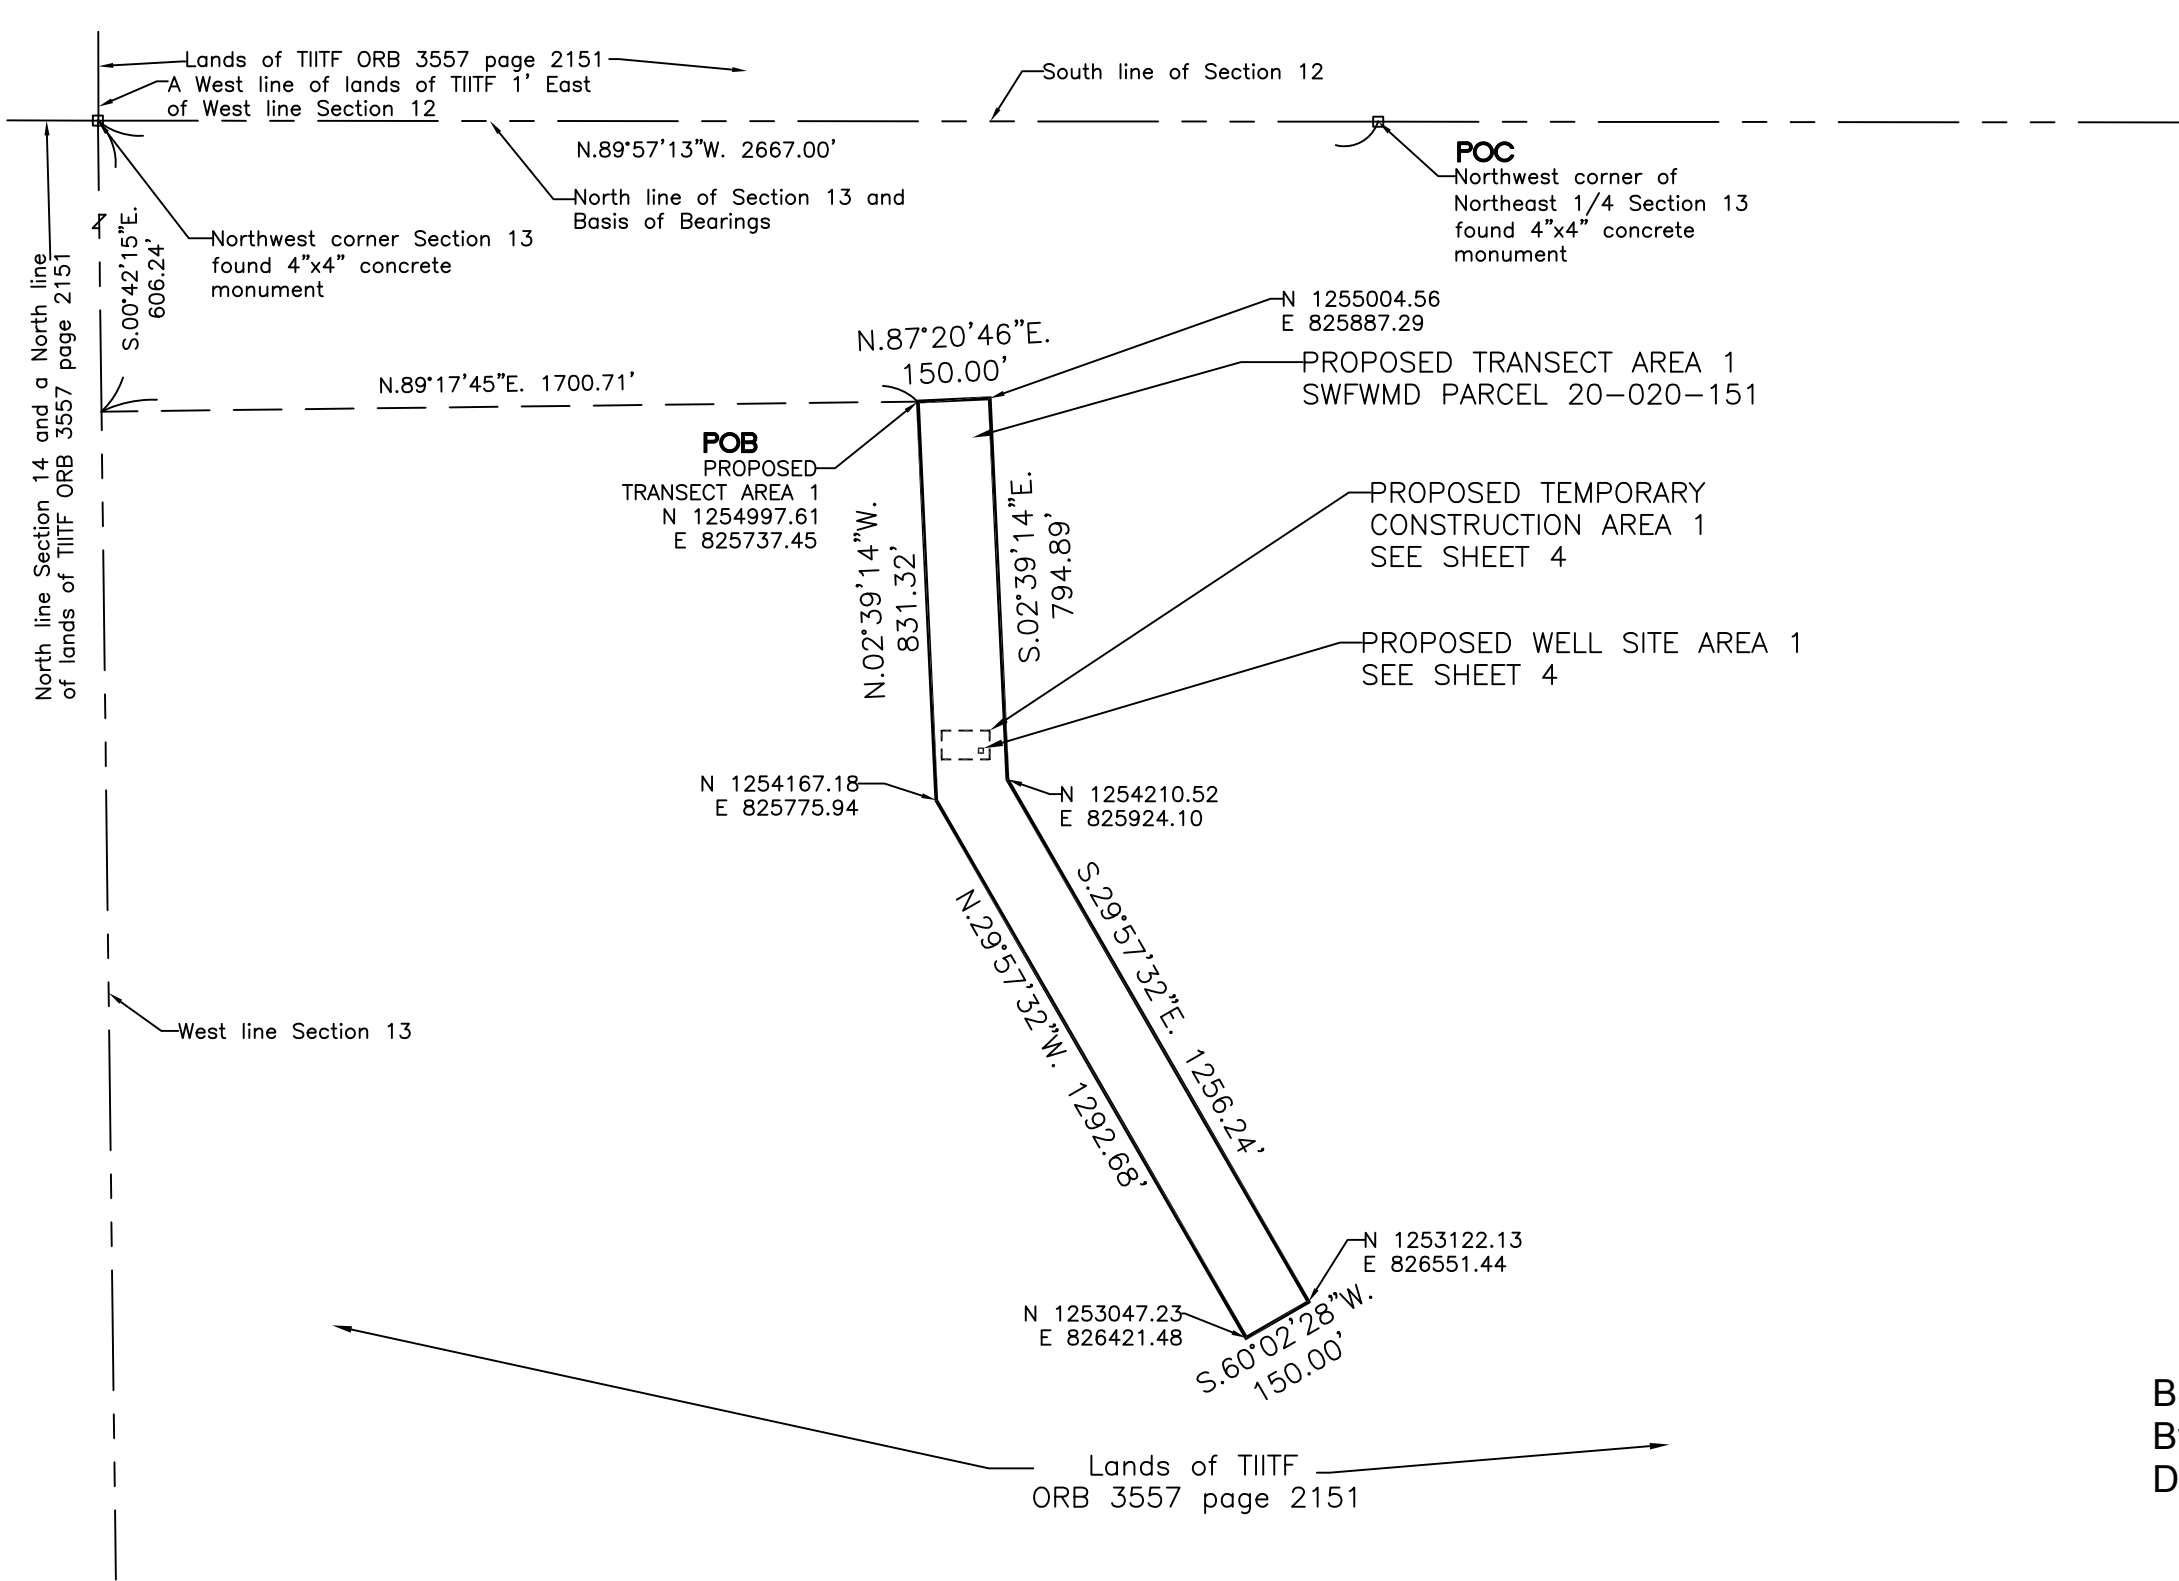 Lands of TIITF ORB 3557 page 2151
A West line of lands of TIITF 1' East
of West line Section 12
South line of Section 12
N.89°57'13"W. 2667.00'
POC
Northwest corner of
Northeast 1/4 Section 13
found 4"x4" concrete
monument
North line of Section 13 and
Basis of Bearings
Northwest corner Section 13
found 4"x4" concrete
monument
S.00°42'15"E.
606.24'
North line Section 14 and a North line
of lands of TIITF ORB 3557 page 2151
N 1255004.56
E 825887.29
N.87°20'46"E.
150.00'
PROPOSED TRANSECT AREA 1
SWFWMD PARCEL 20-020-151
N.89°17'45"E. 1700.71'
POB
PROPOSED
TRANSECT AREA 1
N 1254997.61
E 825737.45
N.02°39'14"W.
831.32'
S.02°39'14"E.
794.89'
PROPOSED TEMPORARY
CONSTRUCTION AREA 1
SEE SHEET 4
PROPOSED WELL SITE AREA 1
SEE SHEET 4
N 1254167.18
E 825775.94
N 1254210.52
E 825924.10
N.29°57'32"W. 1292.68'
S.29°57'32"E. 1256.24'
West line Section 13
N 1253122.13
E 826551.44
N 1253047.23
E 826421.48
S.60°02'28"W.
150.00'
Lands of TIITF
ORB 3557 page 2151
B
B
D